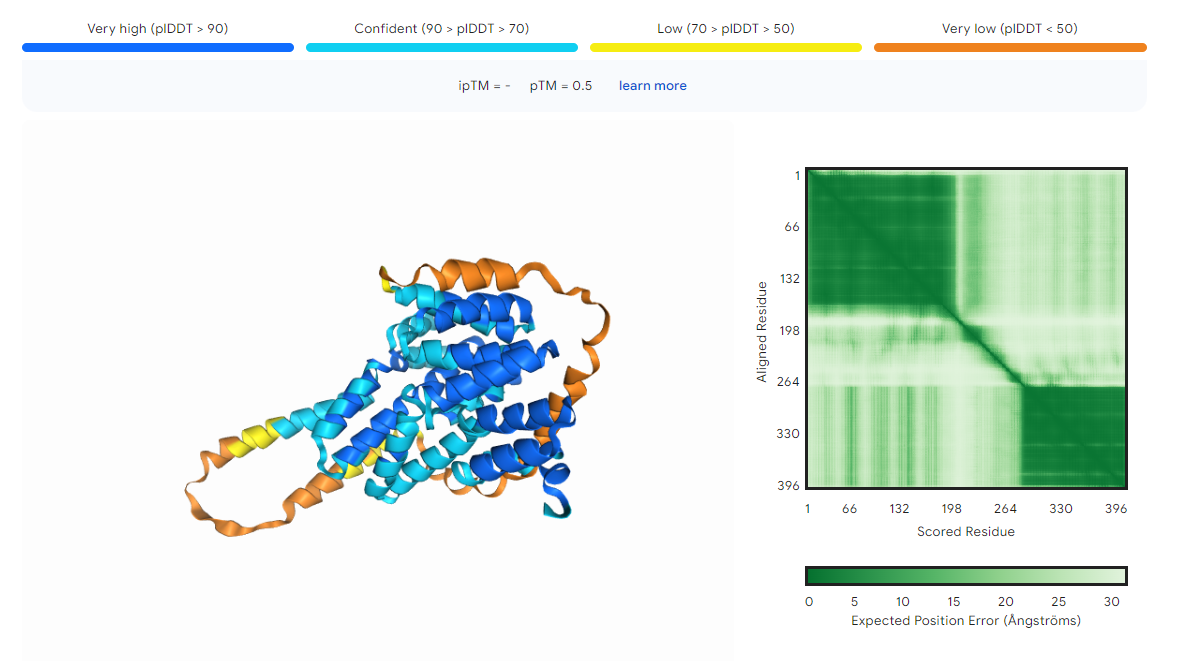 Very high (plDDT > 90)
Confident (90 > plDDT > 70)
Low (70 > plDDT > 50)
Very low (plDDT < 50)
ipTM = - pTM = 0.5 learn more
Aligned Residue
1
66
132
198
264
330
396
1 66 132 198 264 330 396
Scored Residue
0 5 10 15 20 25 30
Expected Position Error (Ångströms)